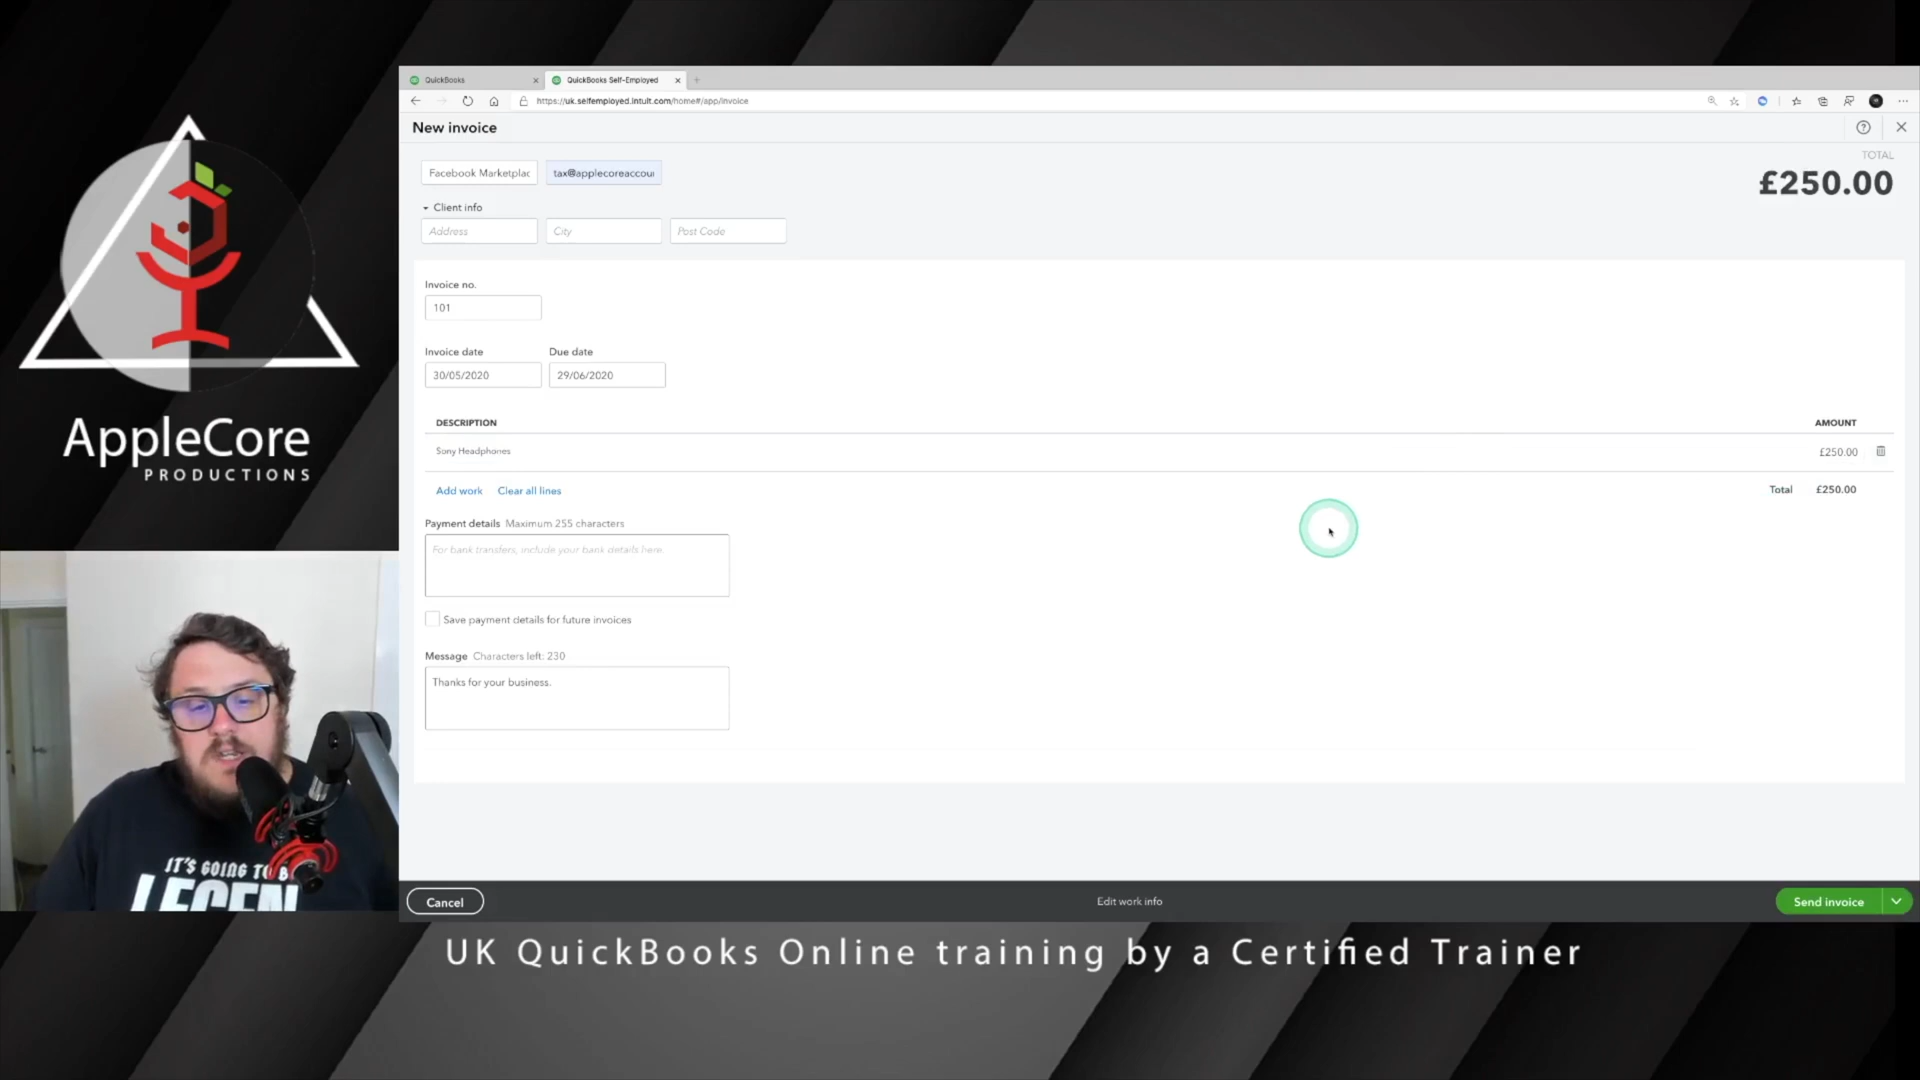 AppleCore
PRODUCTIONS
QuickBooks
QuickBooks Self-Employed
https://uk.selfemployed.intuit.com/home#/app/invoice
New invoice
TOTAL
£250.00
Facebook Marketplac
tax@applecoreaccou
Client info
Address
City
Post Code
Invoice no.
101
Invoice date
Due date
30/05/2020
29/06/2020
DESCRIPTION
AMOUNT
Sony Headphones
£250.00
Add work
Clear all lines
Total
£250.00
Payment details Maximum 255 characters
For bank transfers, include your bank details here.
Save payment details for future invoices
Message Characters left: 230
Thanks for your business.
Cancel
Edit work info
Send invoice
IT'S GOING TO B
LEGEN
UK QuickBooks Online training by a Certified Trainer